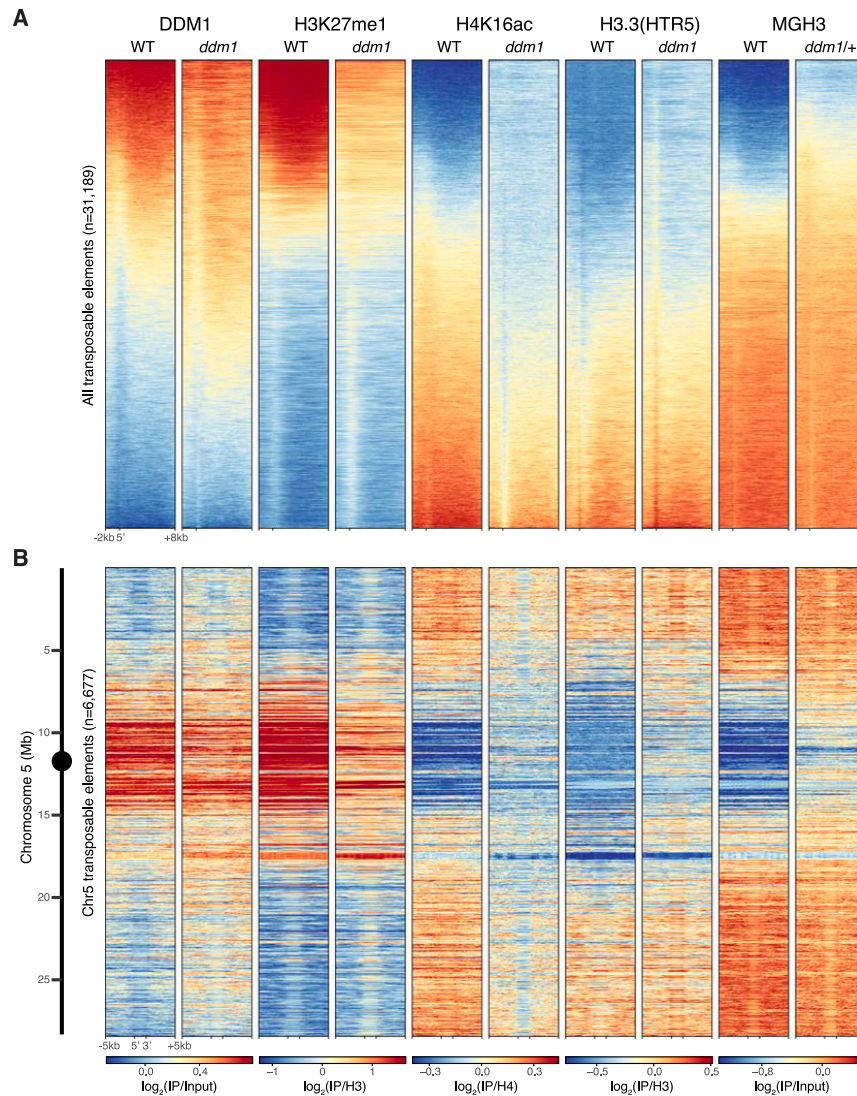 A
DDM1 H3K27me1 H4K16ac H3.3(HTR5) MGH3
WT ddm1 WT ddm1 WT ddm1 WT ddm1 WT ddm1/+
All transposable elements (n=31,189)
-2kb 5' +8kb
B
Chromosome 5 (Mb)
5
10
15
20
25
Chr5 transposable elements (n=6,677)
-5kb 5' 3' +5kb
0.0 0.4 −1 0 1 −0.3 0.0 0.3 −0.5 0.0 0.5 −0.8 0.0
log2(IP/Input) log2(IP/H3) log2(IP/H4) log2(IP/H3) log2(IP/Input)